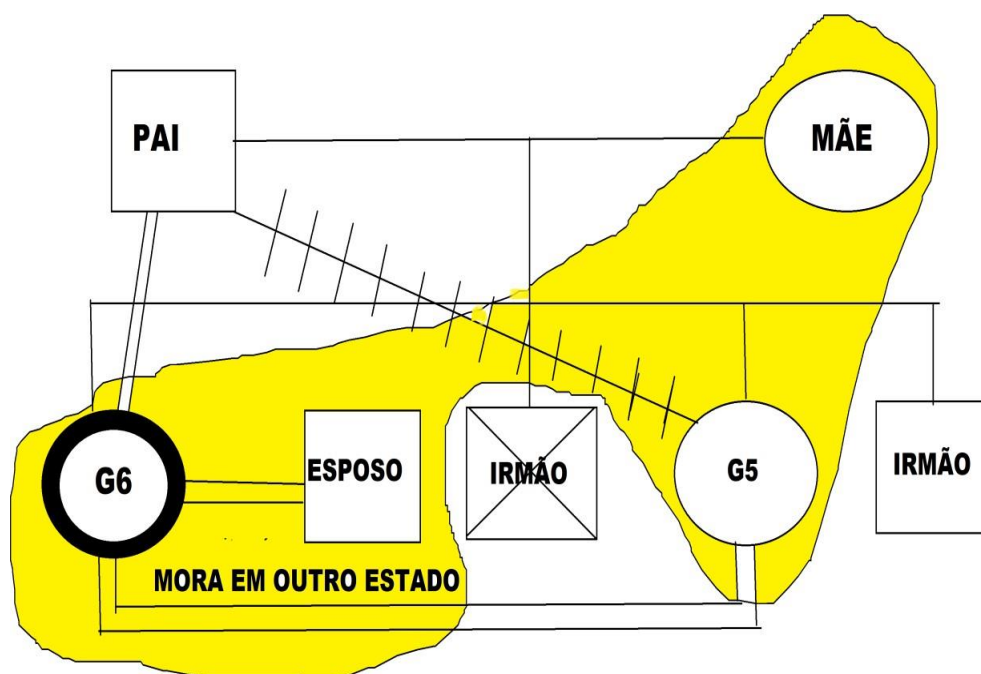 PAI
MÃE
G6
ESPOSO
IRMÃO
G5
IRMÃO
MORA EM OUTRO ESTADO